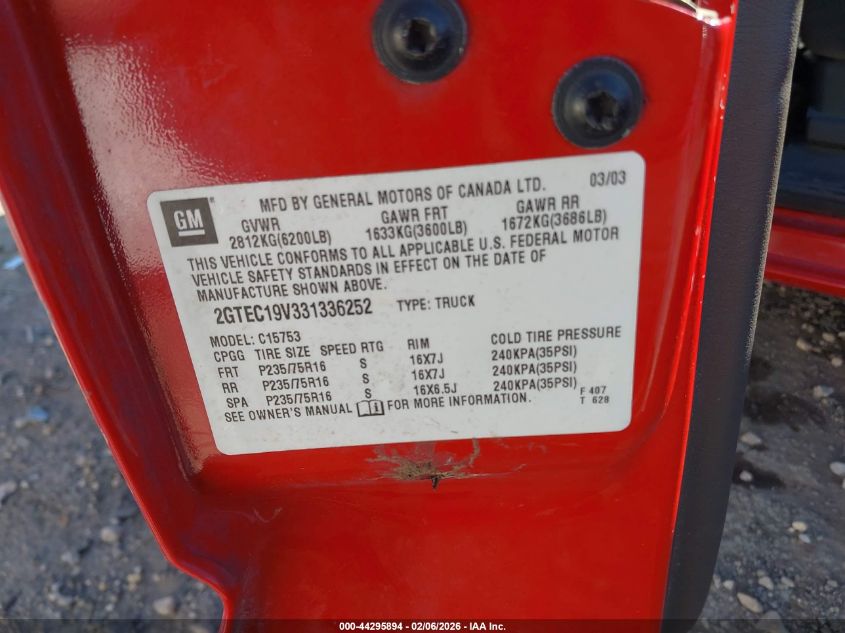 MFD BY GENERAL MOTORS OF CANADA LTD. 03/03
GM
GVWR GAWR FRT GAWR RR
2812KG(6200LB) 1633KG(3600LB) 1672KG(3686LB)
THIS VEHICLE CONFORMS TO ALL APPLICABLE U.S. FEDERAL MOTOR
VEHICLE SAFETY STANDARDS IN EFFECT ON THE DATE OF
MANUFACTURE SHOWN ABOVE.
2GTEC19V331336252 TYPE: TRUCK
MODEL: C15753
CPGG TIRE SIZE SPEED RTG RIM COLD TIRE PRESSURE
FRT P235/75R16 S 16X7J 240KPA(35PSI)
RR P235/75R16 S 16X7J 240KPA(35PSI)
SPA P235/75R16 S 16X6.5J 240KPA(35PSI)
SEE OWNER'S MANUAL FOR MORE INFORMATION.
F 407
T 628
000-44295894 - 02/06/2026 - IAA Inc.